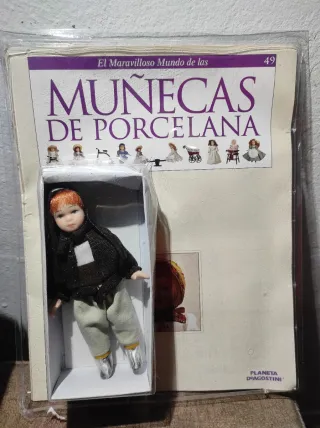 El Maravilloso Mundo de las
49
MUÑECAS
DE PORCELANA
PLANETA
DEAGOSTINI